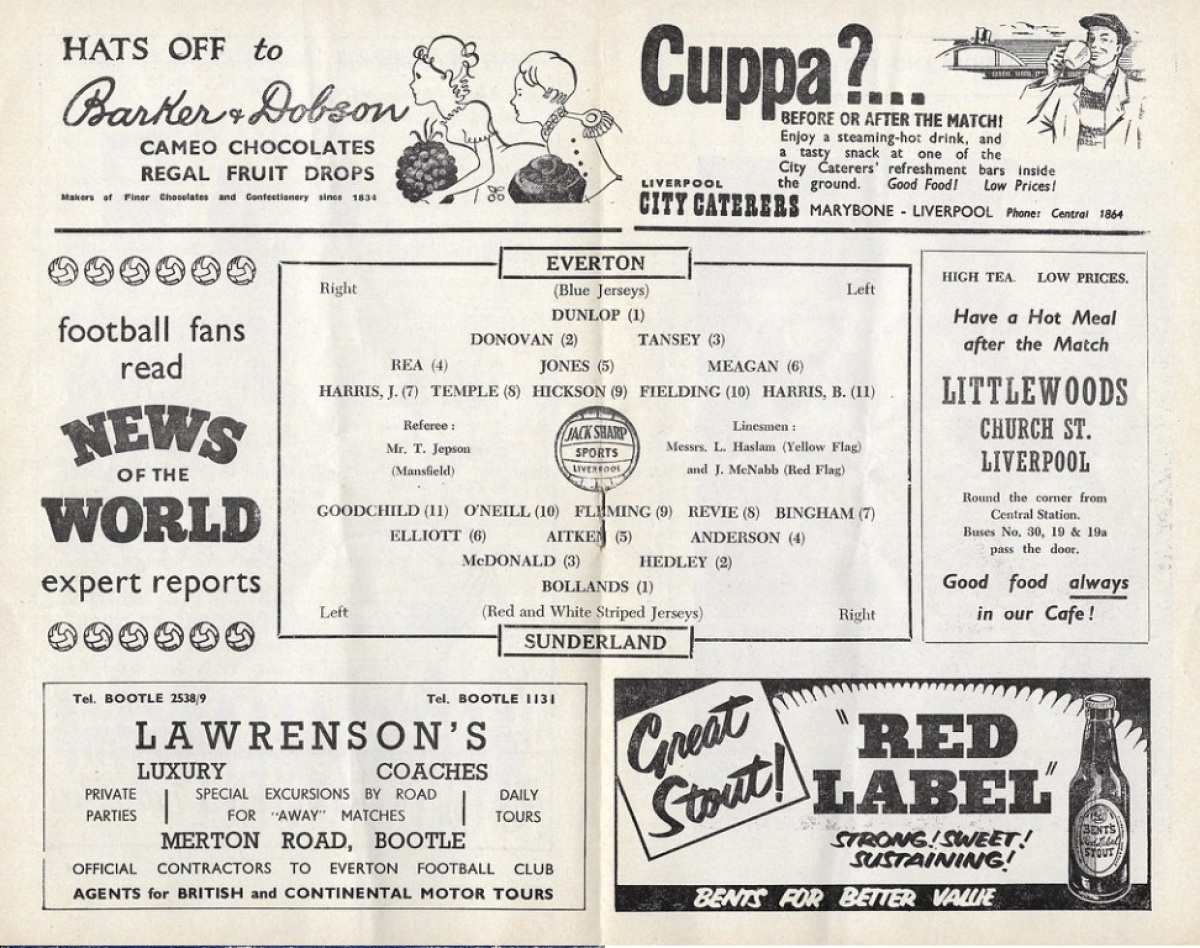 HATS OFF to
Barker & Dobson
CAMEO CHOCOLATES
REGAL FRUIT DROPS
Makers of Finer Chocolates and Confectionery since 1834
Cuppa?...
BEFORE OR AFTER THE MATCH!
Enjoy a steaming-hot drink, and
a tasty snack at one of the
City Caterers' refreshment bars inside
the ground. Good Food! Low Prices!
LIVERPOOL
CITY CATERERS MARYBONE - LIVERPOOL Phone: Central 1864
football fans
read
NEWS
OF THE
WORLD
expert reports
EVERTON
Right (Blue Jerseys) Left
DUNLOP (1)
DONOVAN (2) TANSEY (3)
REA (4) JONES (5) MEAGAN (6)
HARRIS, J. (7) TEMPLE (8) HICKSON (9) FIELDING (10) HARRIS, B. (11)
Referee :
Mr. T. Jepson
(Mansfield)
JACK SHARP
SPORTS
LIVERPOOL
Linesmen :
Messrs. L. Haslam (Yellow Flag)
and J. McNabb (Red Flag)
GOODCHILD (11) O'NEILL (10) FLEMING (9) REVIE (8) BINGHAM (7)
ELLIOTT (6) AITKEN (5) ANDERSON (4)
McDONALD (3) HEDLEY (2)
BOLLANDS (1)
Left (Red and White Striped Jerseys) Right
SUNDERLAND
HIGH TEA. LOW PRICES.
Have a Hot Meal
after the Match
LITTLEWOODS
CHURCH ST.
LIVERPOOL
Round the corner from
Central Station.
Buses No. 30, 19 & 19a
pass the door.
Good food always
in our Cafe!
Tel. BOOTLE 2538/9 Tel. BOOTLE 1131
LAWRENSON'S
LUXURY COACHES
PRIVATE PARTIES
SPECIAL EXCURSIONS BY ROAD
FOR "AWAY" MATCHES
DAILY TOURS
MERTON ROAD, BOOTLE
OFFICIAL CONTRACTORS TO EVERTON FOOTBALL CLUB
AGENTS for BRITISH and CONTINENTAL MOTOR TOURS
Great
Stout!
"RED
LABEL"
STRONG! SWEET!
SUSTAINING!
BENT'S
Red Label
STOUT
BENTS FOR BETTER VALUE